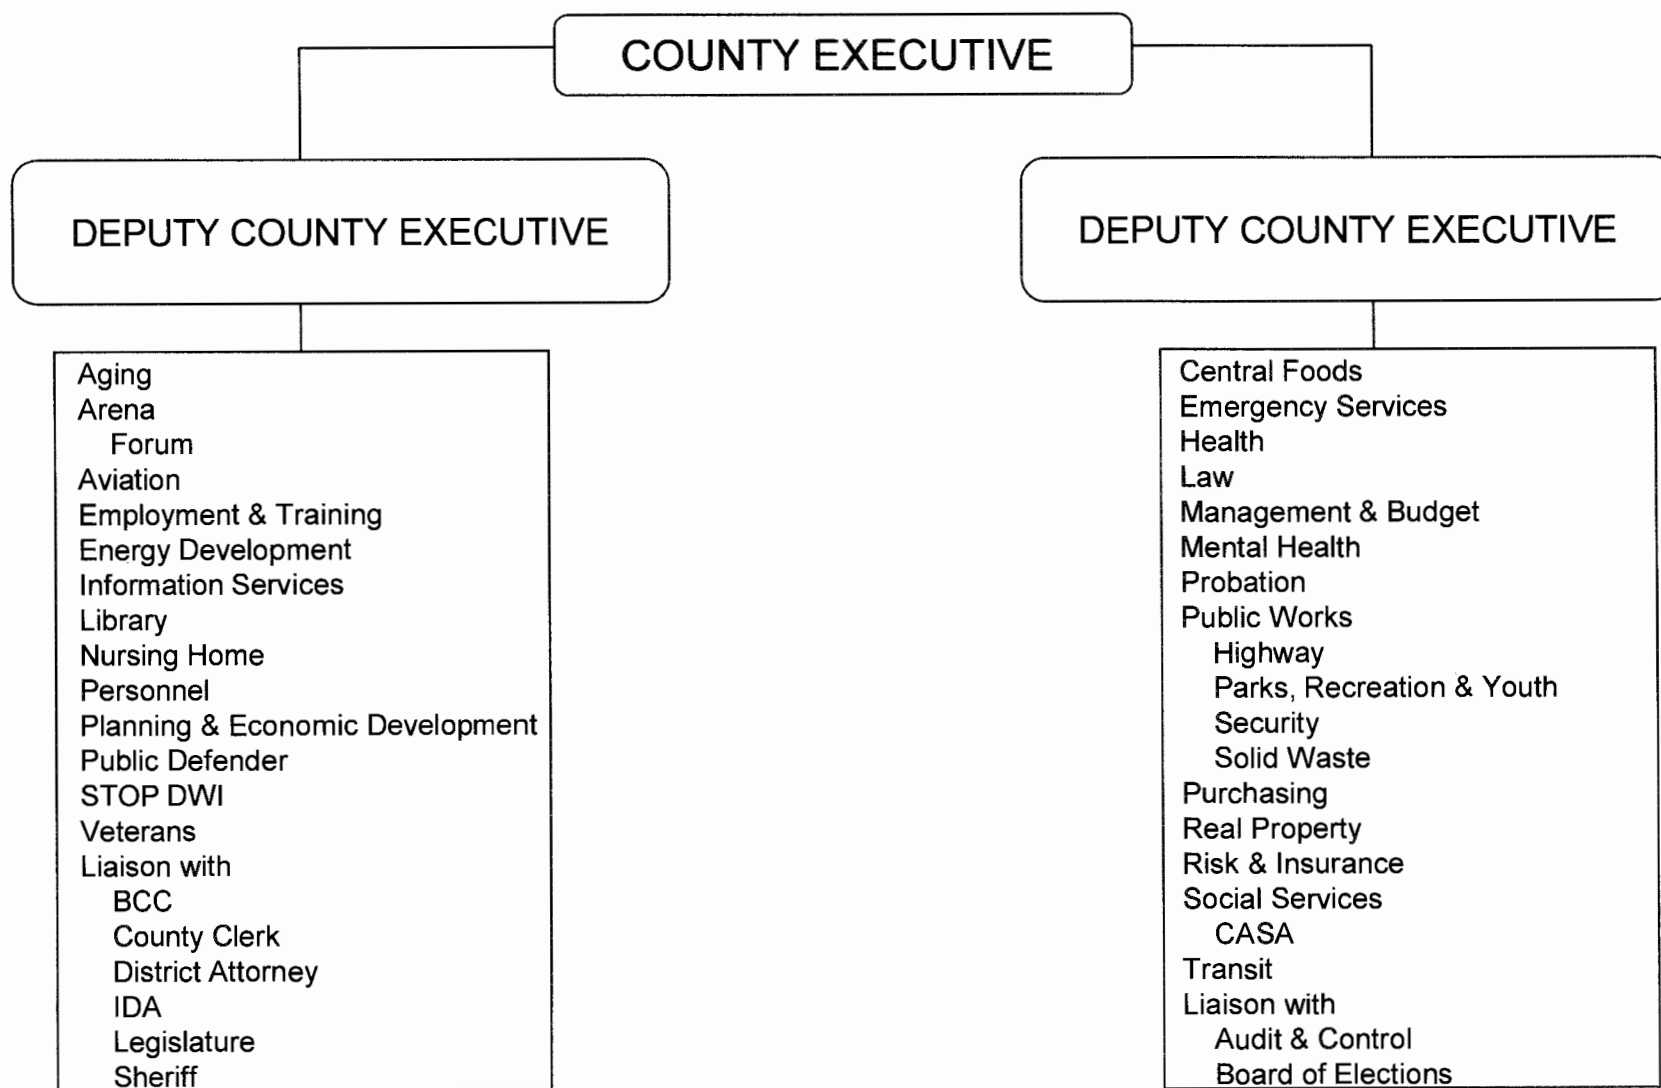 COUNTY EXECUTIVE
DEPUTY COUNTY EXECUTIVE
Aging
Arena
Forum
Aviation
Employment & Training
Energy Development
Information Services
Library
Nursing Home
Personnel
Planning & Economic Development
Public Defender
STOP DWI
Veterans
Liaison with
BCC
County Clerk
District Attorney
IDA
Legislature
Sheriff
DEPUTY COUNTY EXECUTIVE
Central Foods
Emergency Services
Health
Law
Management & Budget
Mental Health
Probation
Public Works
Highway
Parks, Recreation & Youth
Security
Solid Waste
Purchasing
Real Property
Risk & Insurance
Social Services
CASA
Transit
Liaison with
Audit & Control
Board of Elections